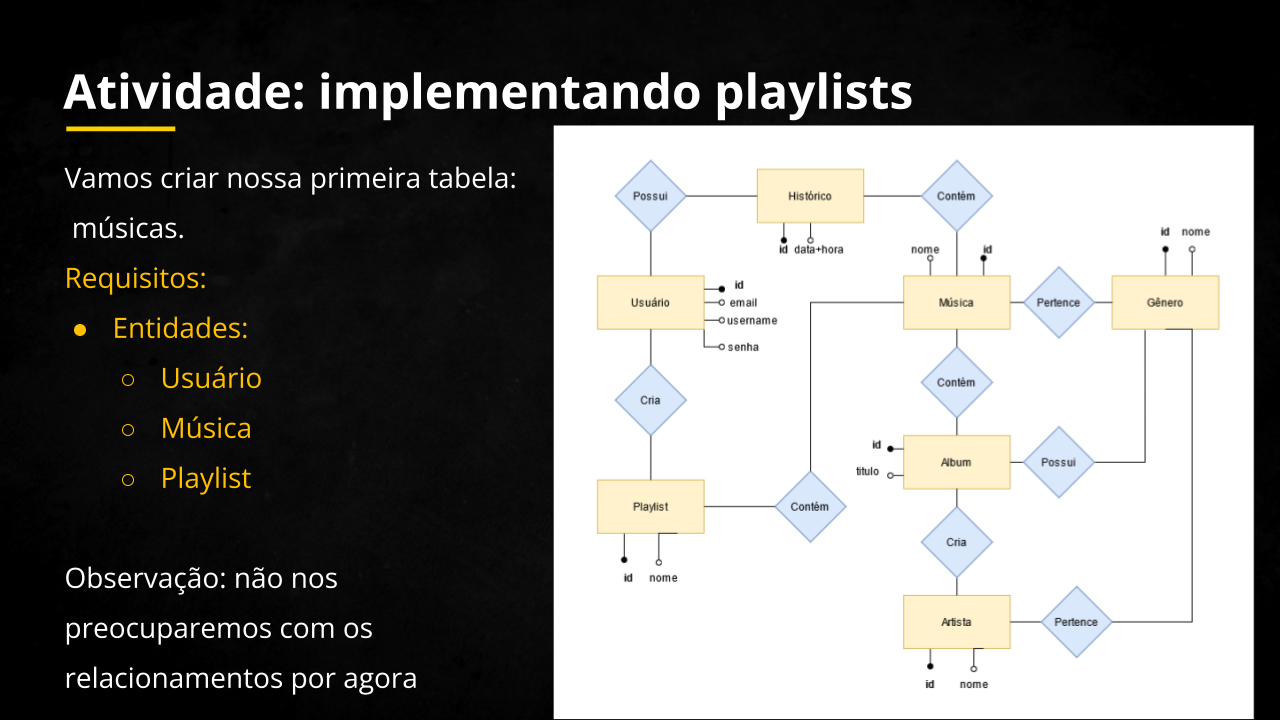 Atividade: implementando playlists
Vamos criar nossa primeira tabela:
músicas.
Requisitos:
● Entidades:
○ Usuário
○ Música
○ Playlist
Observação: não nos
preocuparemos com os
relacionamentos por agora
Possui
Histórico
Contêm
id data+hora
nome
id
id nome
Usuário
id
email
username
senha
Música
Pertence
Gênero
Cria
Contêm
id
titulo
Album
Possui
Playlist
Contêm
id nome
Cria
Artista
Pertence
id nome